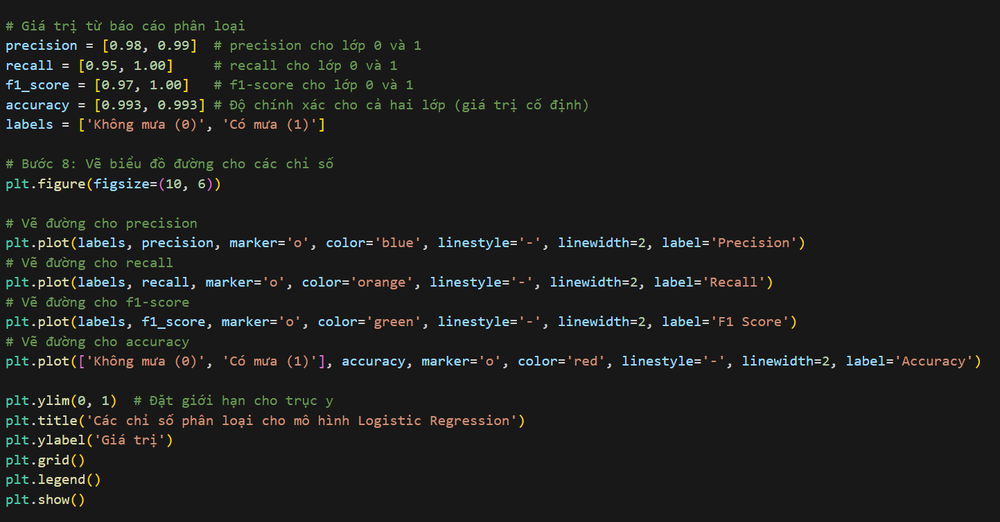 # Giá trị từ báo cáo phân loại
precision = [0.98, 0.99]  # precision cho lớp 0 và 1
recall = [0.95, 1.00]     # recall cho lớp 0 và 1
f1_score = [0.97, 1.00]   # f1-score cho lớp 0 và 1
accuracy = [0.993, 0.993] # Độ chính xác cho cả hai lớp (giá trị cố định)
labels = ['Không mưa (0)', 'Có mưa (1)']
# Bước 8: Vẽ biểu đồ đường cho các chỉ số
plt.figure(figsize=(10, 6))
# Vẽ đường cho precision
plt.plot(labels, precision, marker='o', color='blue', linestyle='-', linewidth=2, label='Precision')
# Vẽ đường cho recall
plt.plot(labels, recall, marker='o', color='orange', linestyle='-', linewidth=2, label='Recall')
# Vẽ đường cho f1-score
plt.plot(labels, f1_score, marker='o', color='green', linestyle='-', linewidth=2, label='F1 Score')
# Vẽ đường cho accuracy
plt.plot(['Không mưa (0)', 'Có mưa (1)'], accuracy, marker='o', color='red', linestyle='-', linewidth=2, label='Accuracy')
plt.ylim(0, 1)  # Đặt giới hạn cho trục y
plt.title('Các chỉ số phân loại cho mô hình Logistic Regression')
plt.ylabel('Giá trị')
plt.grid()
plt.legend()
plt.show()